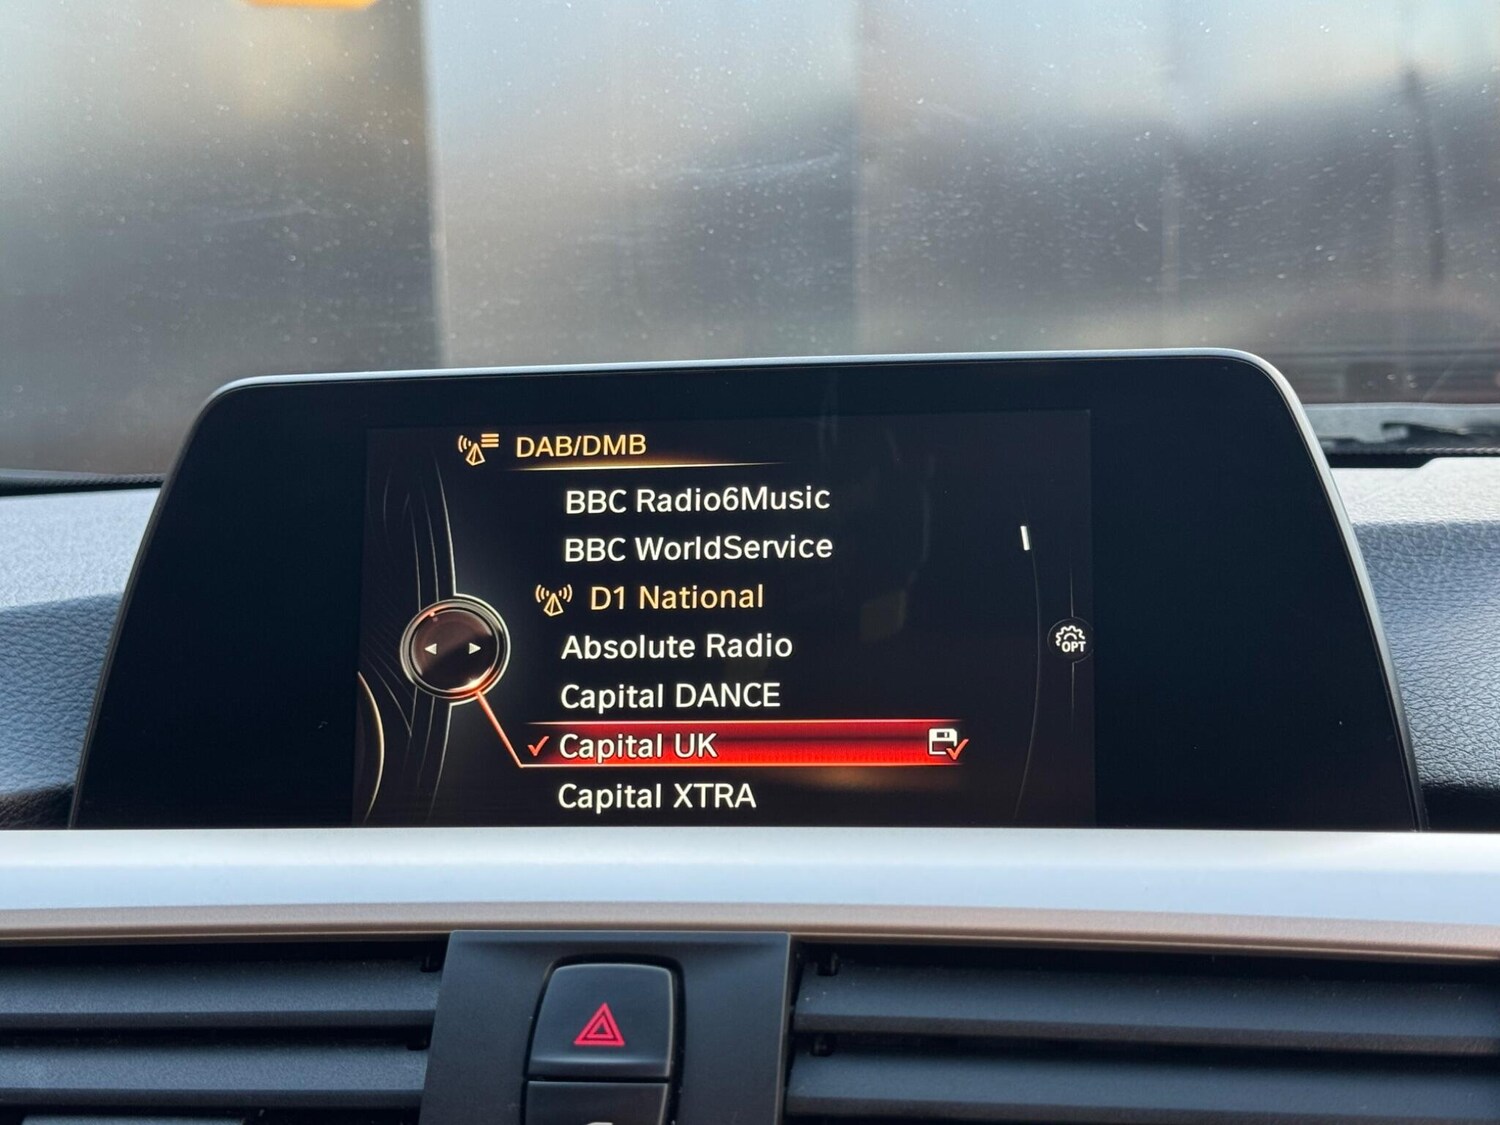 DAB/DMB
BBC Radio6Music
BBC WorldService
D1 National
Absolute Radio
OPT
Capital DANCE
Capital UK
Capital XTRA